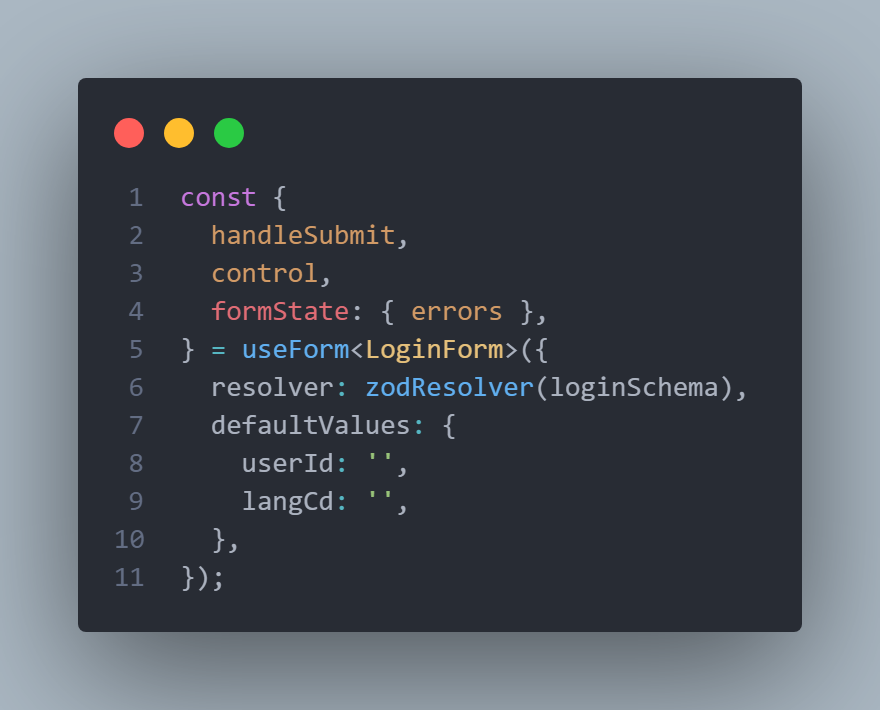 1 const {
2   handleSubmit,
3   control,
4   formState: { errors },
5 } = useForm<LoginForm>({
6   resolver: zodResolver(loginSchema),
7   defaultValues: {
8     userId: '',
9     langCd: '',
10   },
11 });